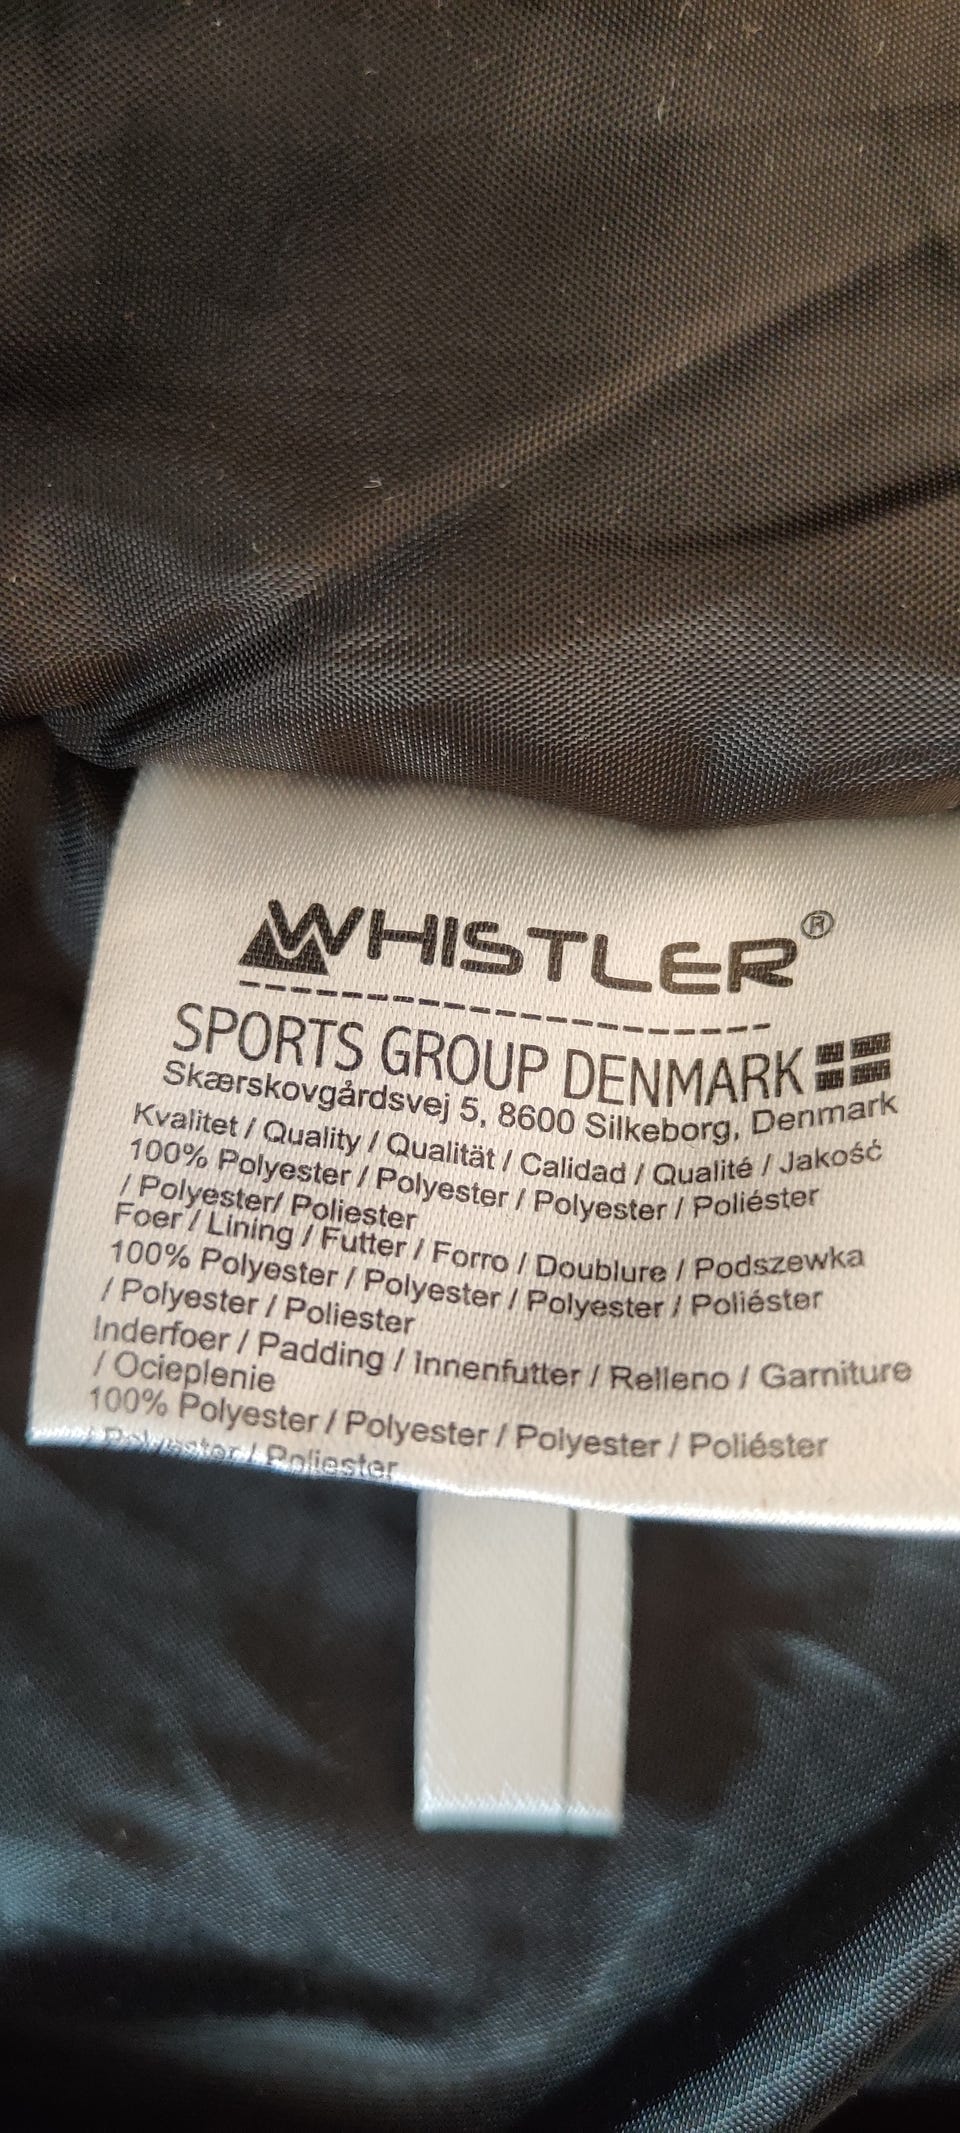 WHISTLER®
SPORTS GROUP DENMARK
Skærskovgårdsvej 5, 8600 Silkeborg, Denmark
Kvalitet / Quality / Qualität / Calidad / Qualité / Jakość
100% Polyester / Polyester / Polyester / Poliéster
/ Polyester/ Poliester
Foer / Lining / Futter / Forro / Doublure / Podszewka
100% Polyester / Polyester / Polyester / Poliéster
/ Polyester / Poliester
Inderfoer / Padding / Innenfutter / Relleno / Garniture
/ Ocieplenie
100% Polyester / Polyester / Polyester / Poliéster
/ Polyester / Poliester